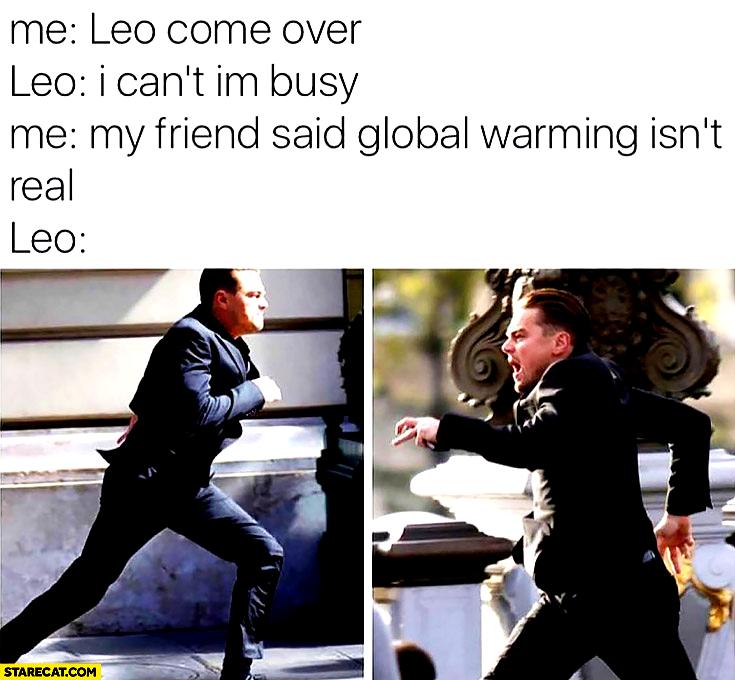 me: Leo come over
Leo: i can't im busy
me: my friend said global warming isn't
real
Leo:
STARECAT.COM